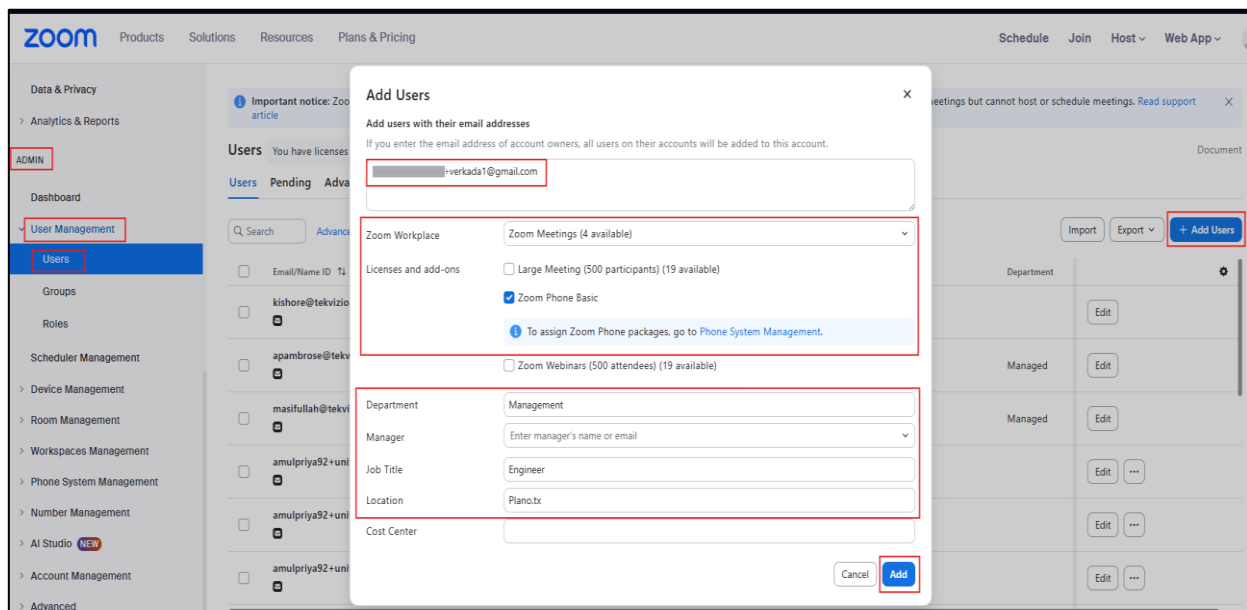 zoom Products Solutions Resources Plans & Pricing Schedule Join Host Web App
Data & Privacy
Analytics & Reports
ADMIN
Dashboard
User Management
Users
Groups
Roles
Scheduler Management
Device Management
Room Management
Workspaces Management
Phone System Management
Number Management
AI Studio NEW
Account Management
Advanced
Important notice: Zoo
eetings but cannot host or schedule meetings. Read support
article
Users You have licenses
Document
Users Pending Adva
Search Advance
Import Export + Add Users
Email/Name ID
Department
kishore@tekvizio
Edit
apambrose@tekv
Managed
Edit
masifullah@tekvi
Managed
Edit
amulpriya92+uni
Edit ...
amulpriya92+uni
Edit ...
amulpriya92+uni
Edit ...
Add Users
Add users with their email addresses
If you enter the email address of account owners, all users on their accounts will be added to this account.
-verkada1@gmail.com
Zoom Workplace Zoom Meetings (4 available)
Licenses and add-ons Large Meeting (500 participants) (19 available)
Zoom Phone Basic
To assign Zoom Phone packages, go to Phone System Management.
Zoom Webinars (500 attendees) (19 available)
Department Management
Manager Enter manager's name or email
Job Title Engineer
Location Plano.tx
Cost Center
Cancel Add